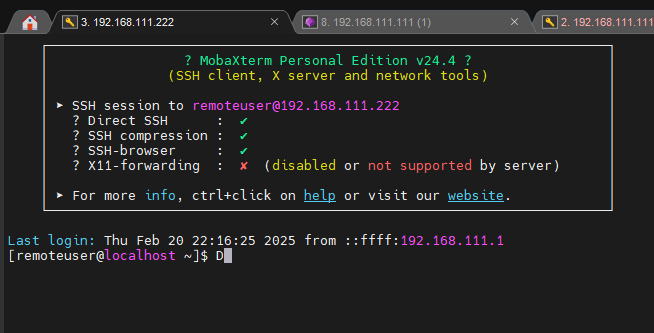 3. 192.168.111.222
8. 192.168.111.111 (1)
2. 192.168.111.111
? MobaXterm Personal Edition v24.4 ?
(SSH client, X server and network tools)
➤ SSH session to remoteuser@192.168.111.222
? Direct SSH      :  ✔
? SSH compression :  ✔
? SSH-browser     :  ✔
? X11-forwarding  :  ✘  (disabled or not supported by server)
➤ For more info, ctrl+click on help or visit our website.
Last login: Thu Feb 20 22:16:25 2025 from ::ffff:192.168.111.1
[remoteuser@localhost ~]$ D